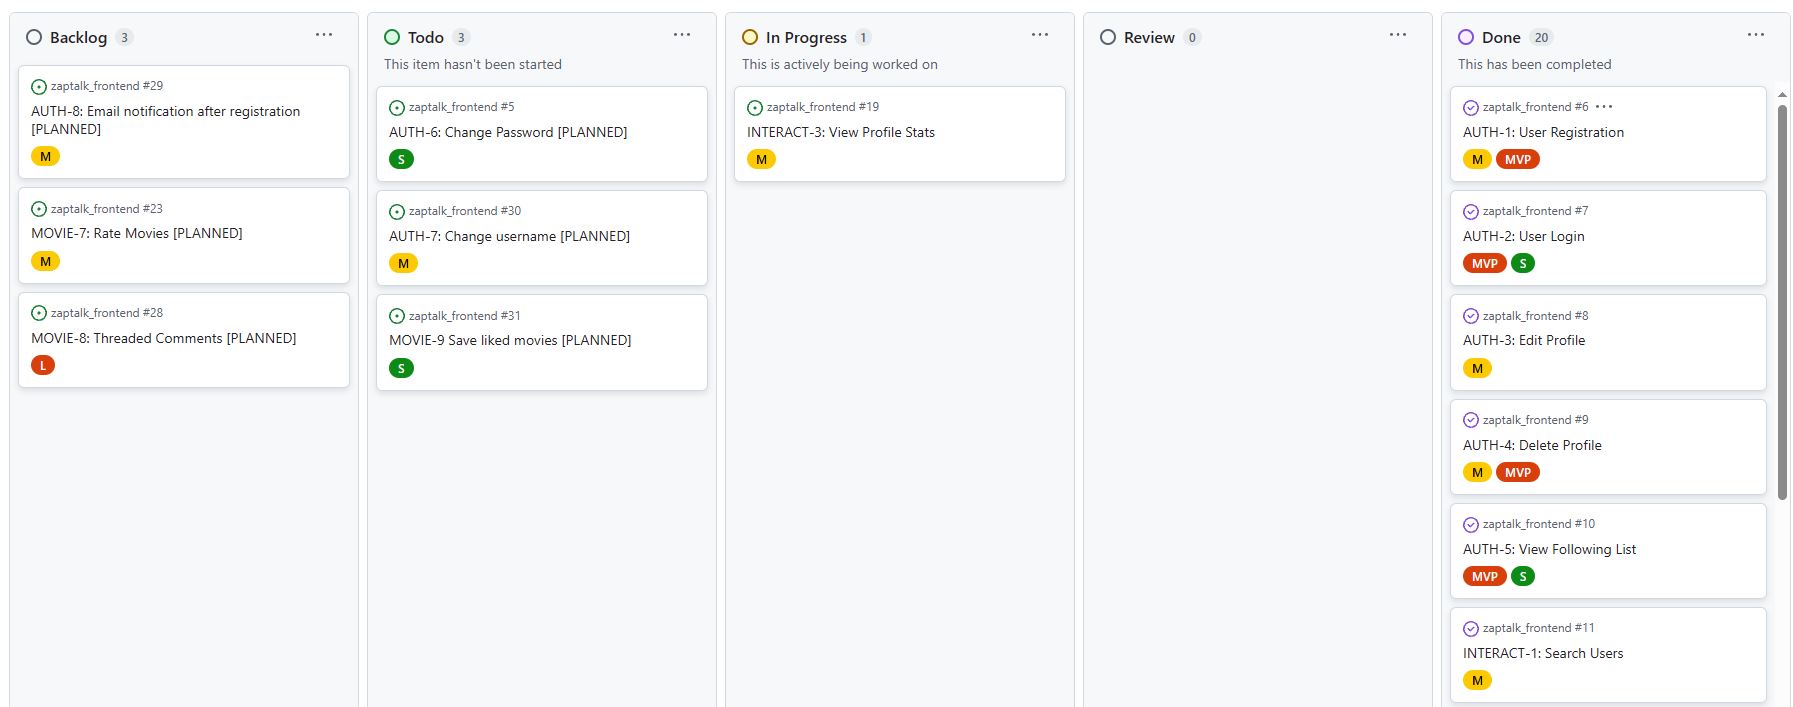 Backlog 3 ...
zaptalk_frontend #29
AUTH-8: Email notification after registration
[PLANNED]
M
zaptalk_frontend #23
MOVIE-7: Rate Movies [PLANNED]
M
zaptalk_frontend #28
MOVIE-8: Threaded Comments [PLANNED]
L
Todo 3 ...
This item hasn't been started
zaptalk_frontend #5
AUTH-6: Change Password [PLANNED]
S
zaptalk_frontend #30
AUTH-7: Change username [PLANNED]
M
zaptalk_frontend #31
MOVIE-9 Save liked movies [PLANNED]
S
In Progress 1 ...
This is actively being worked on
zaptalk_frontend #19
INTERACT-3: View Profile Stats
M
Review 0 ...
Done 20 ...
This has been completed
zaptalk_frontend #6 ...
AUTH-1: User Registration
M MVP
zaptalk_frontend #7
AUTH-2: User Login
MVP S
zaptalk_frontend #8
AUTH-3: Edit Profile
M
zaptalk_frontend #9
AUTH-4: Delete Profile
M MVP
zaptalk_frontend #10
AUTH-5: View Following List
MVP S
zaptalk_frontend #11
INTERACT-1: Search Users
M